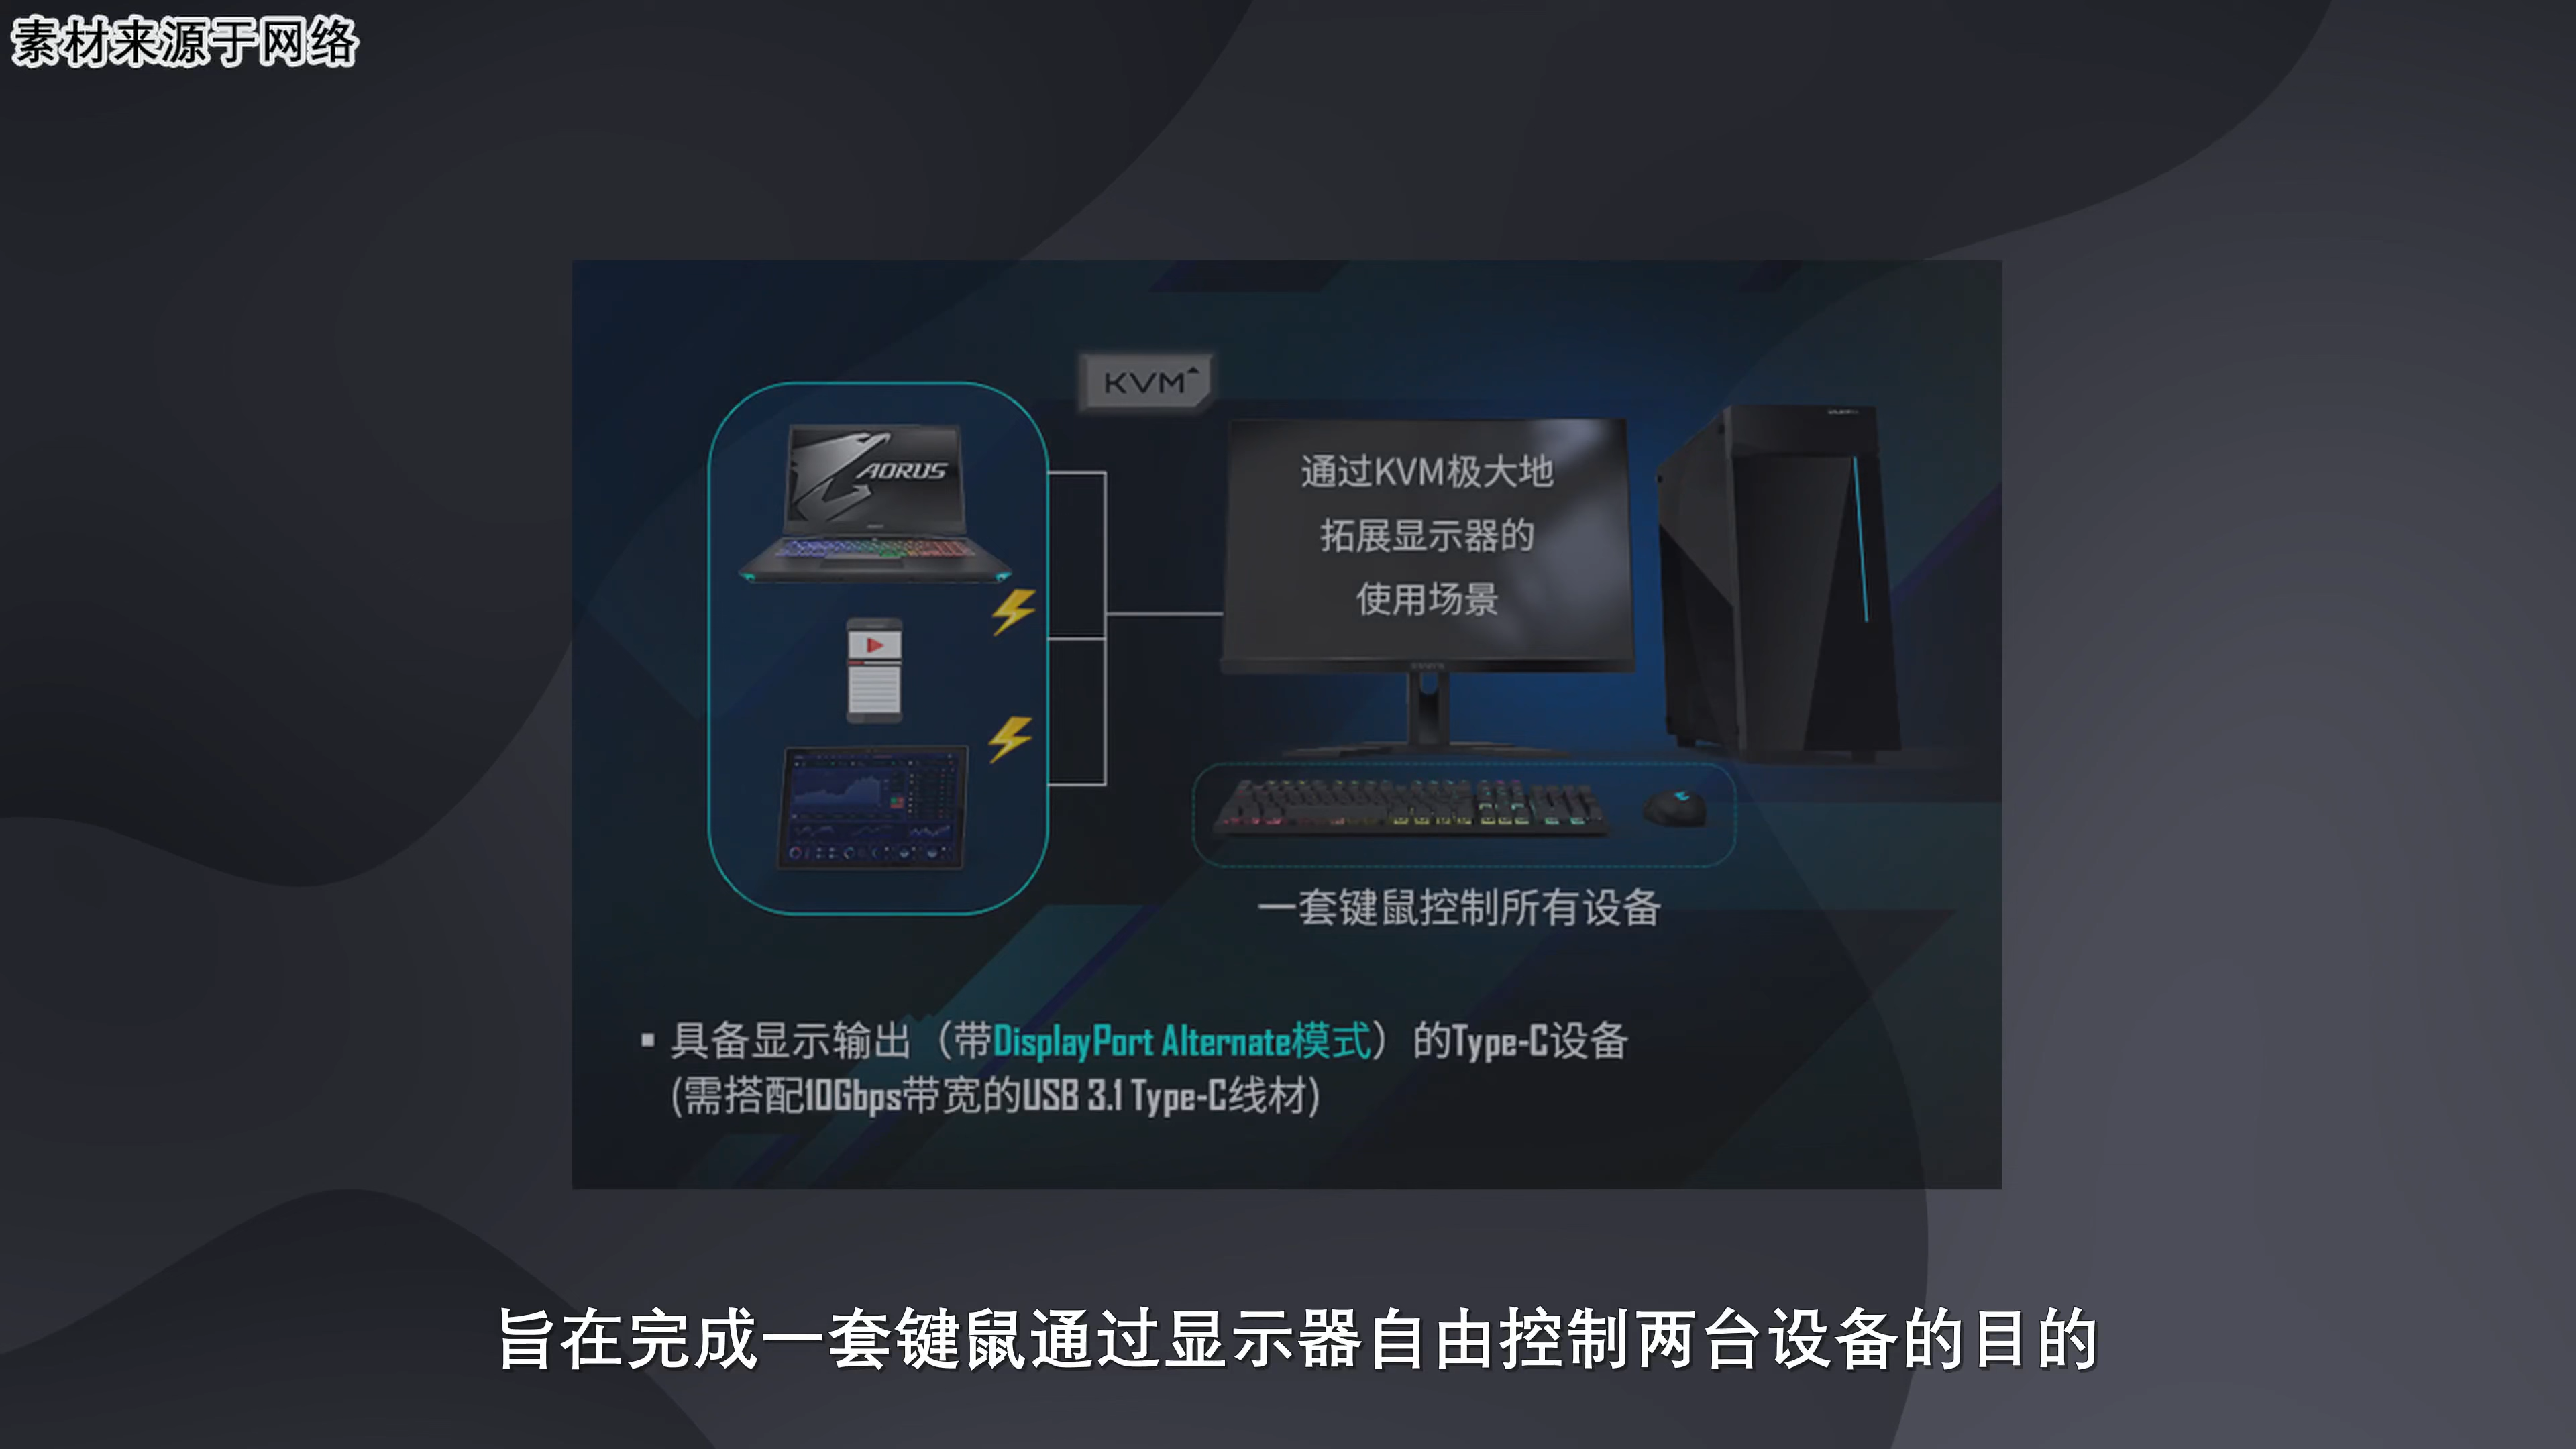 素材来源于网络
KVM
AORUS
通过KVM极大地
拓展显示器的
使用场景
一套键鼠控制所有设备
▪ 具备显示输出（带DisplayPort Alternate模式）的Type-C设备
(需搭配10Gbps带宽的USB 3.1 Type-C线材)
旨在完成一套键鼠通过显示器自由控制两台设备的目的